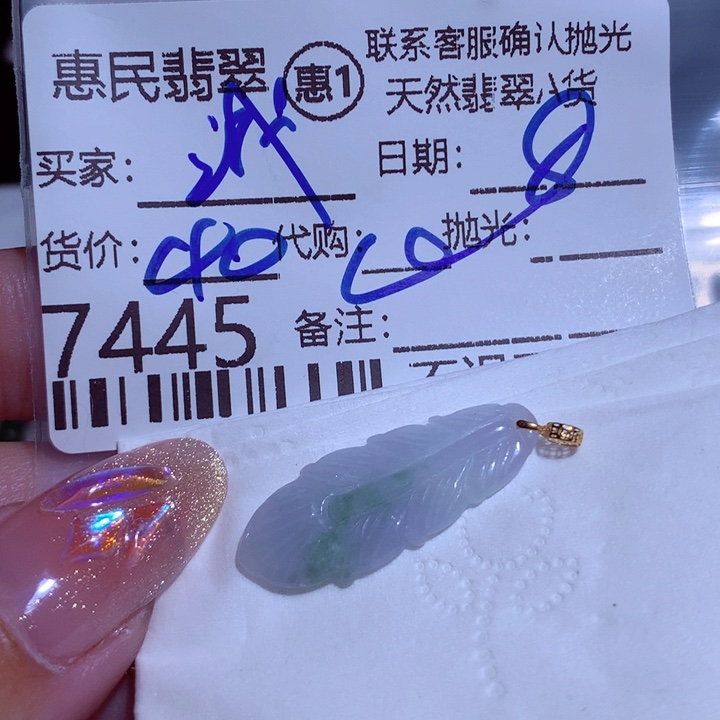 惠民翡翠 惠1 联系客服确认抛光
天然翡翠A货
买家: 日期:
货价: 代购: 抛光:
7445 备注: